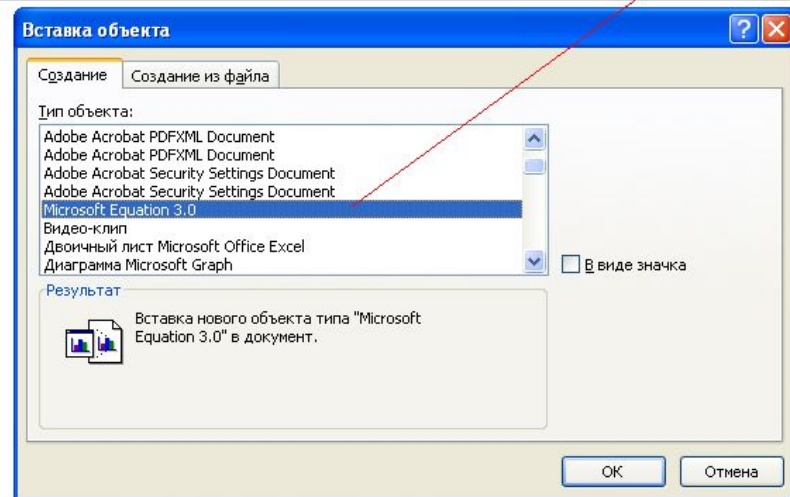 Вставка объекта
Создание
Создание из файла
Тип объекта:
Adobe Acrobat PDFXML Document
Adobe Acrobat PDFXML Document
Adobe Acrobat Security Settings Document
Adobe Acrobat Security Settings Document
Microsoft Equation 3.0
Видео-клип
Двоичный лист Microsoft Office Excel
Диаграмма Microsoft Graph
В виде значка
Результат
Вставка нового объекта типа "Microsoft
Equation 3.0" в документ.
ОК
Отмена